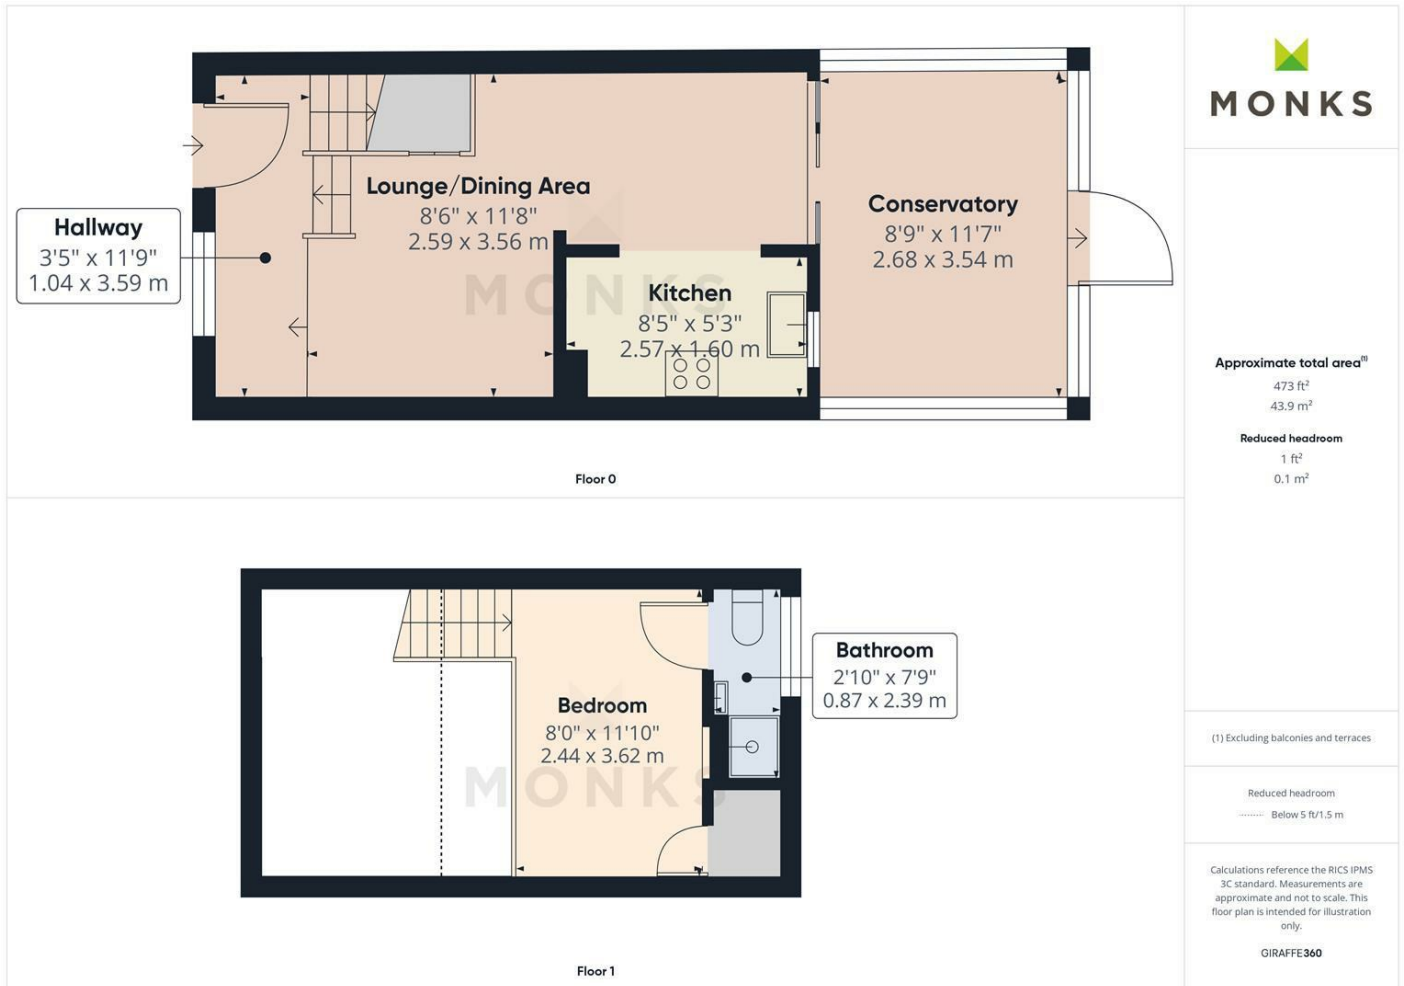 MONKS
Hallway
3'5" x 11'9"
1.04 x 3.59 m
Lounge/Dining Area
8'6" x 11'8"
2.59 x 3.56 m
Kitchen
8'5" x 5'3"
2.57 x 1.60 m
Conservatory
8'9" x 11'7"
2.68 x 3.54 m
MONKS
Floor 0
Approximate total area(1)
473 ft²
43.9 m²
Reduced headroom
1 ft²
0.1 m²
Bedroom
8'0" x 11'10"
2.44 x 3.62 m
Bathroom
2'10" x 7'9"
0.87 x 2.39 m
MONKS
Floor 1
(1) Excluding balconies and terraces
Reduced headroom
Below 5 ft/1.5 m
Calculations reference the RICS IPMS
3C standard. Measurements are
approximate and not to scale. This
floor plan is intended for illustration
only.
GIRAFFE360